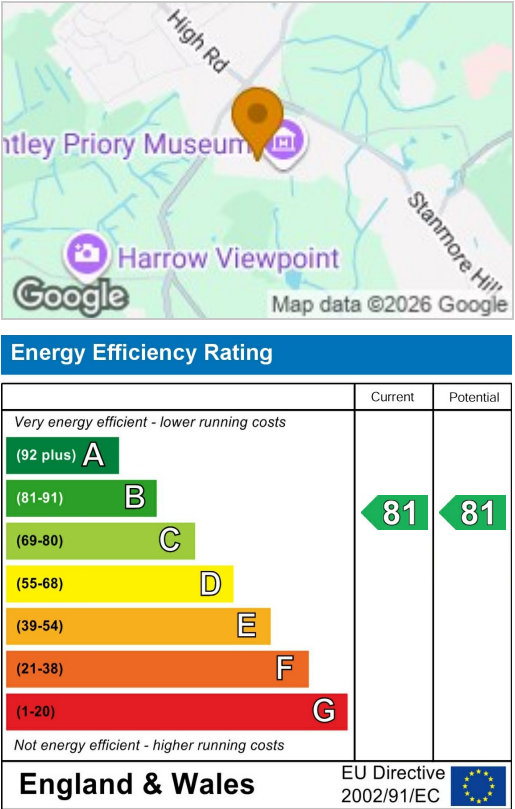 High Rd
ntley Priory Museum
Harrow Viewpoint
Stanmore Hill
Google
Map data ©2026 Google
Energy Efficiency Rating
Current Potential
Very energy efficient - lower running costs
(92 plus) A
(81-91) B
81 81
(69-80) C
(55-68) D
(39-54) E
(21-38) F
(1-20) G
Not energy efficient - higher running costs
England & Wales
EU Directive
2002/91/EC